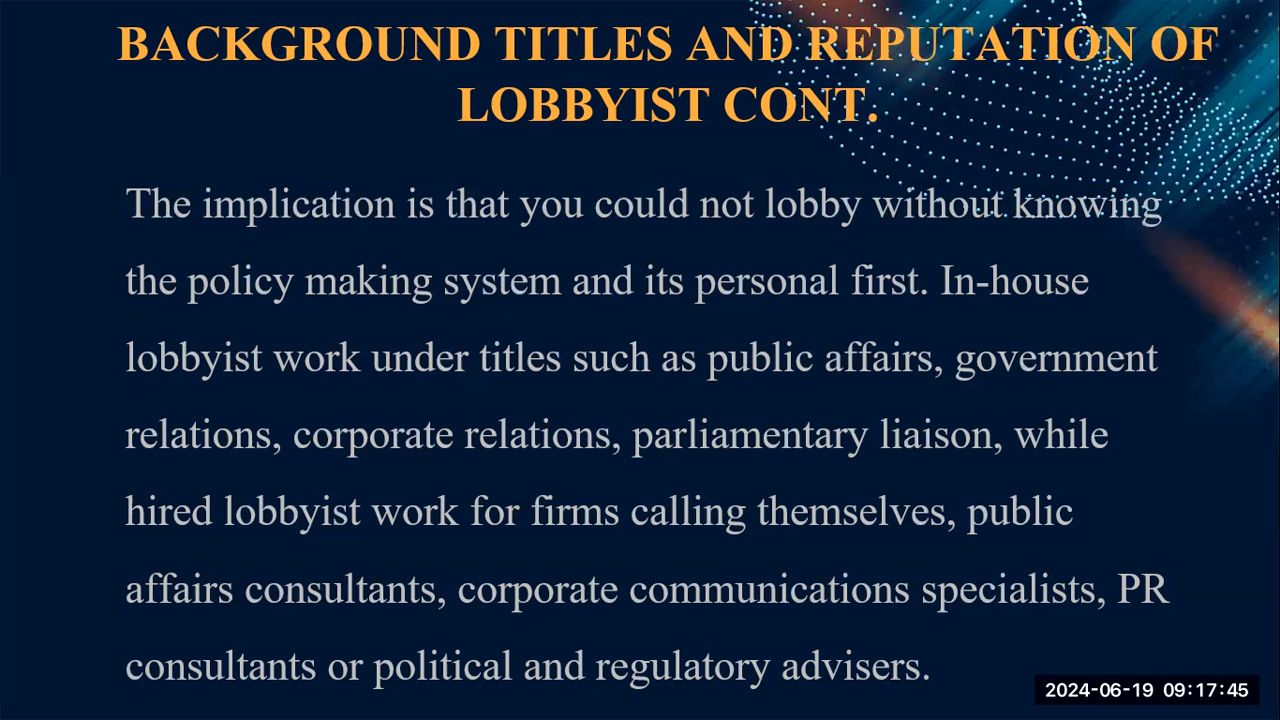 BACKGROUND TITLES AND REPUTATION OF
LOBBYIST CONT.
The implication is that you could not lobby without knowing
the policy making system and its personal first. In-house
lobbyist work under titles such as public affairs, government
relations, corporate relations, parliamentary liaison, while
hired lobbyist work for firms calling themselves, public
affairs consultants, corporate communications specialists, PR
consultants or political and regulatory advisers.
2024-06-19 09:17:45